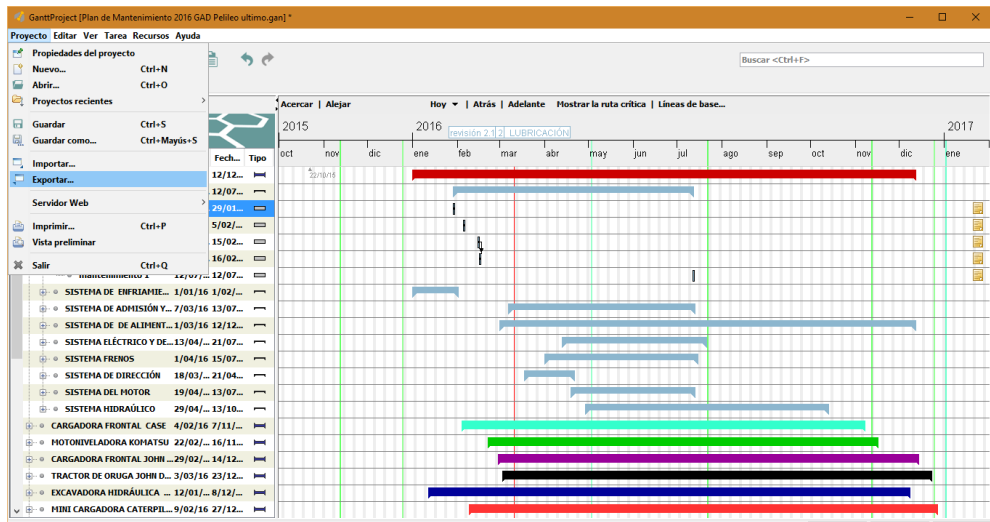 GanttProject [Plan de Mantenimiento 2016 GAD Pelileo ultimo.gan] *
Proyecto Editar Ver Tarea Recursos Ayuda
Propiedades del proyecto
Nuevo... Ctrl+N
Abrir... Ctrl+O
Proyectos recientes
Guardar Ctrl+S
Guardar como... Ctrl+Mayús+S
Importar...
Exportar...
Servidor Web
Imprimir... Ctrl+P
Vista preliminar
Salir Ctrl+Q
Buscar <Ctrl+F>
Acercar | Alejar Hoy | Atrás | Adelante Mostrar la ruta crítica | Líneas de base...
2015 2016 2017
revisión 2.1 2 LUBRICACIÓN
oct nov dic ene feb mar abr may jun jul ago sep oct nov dic ene
22/10/15
Fech... Tipo
12/12...
12/07...
29/01...
5/02/...
15/02...
16/02...
mantenimiento 1 12/07/... 12/07...
SISTEMA DE ENFRIAMIE... 1/01/16 1/02/...
SISTEMA DE ADMISIÓN Y... 7/03/16 13/07...
SISTEMA DE DE ALIMENT... 1/03/16 12/12...
SISTEMA ELÉCTRICO Y DE... 13/04/... 21/07...
SISTEMA FRENOS 1/04/16 15/07...
SISTEMA DE DIRECCIÓN 18/03/... 21/04...
SISTEMA DEL MOTOR 19/04/... 13/07...
SISTEMA HIDRAÚLICO 29/04/... 13/10...
CARGADORA FRONTAL CASE 4/02/16 7/11/...
MOTONIVELADORA KOMATSU 22/02/... 16/11...
CARGADORA FRONTAL JOHN ... 29/02/... 14/12...
TRACTOR DE ORUGA JOHN D... 3/03/16 23/12...
EXCAVADORA HIDRÁULICA ... 12/01/... 8/12/...
MINI CARGADORA CATERPIL... 9/02/16 27/12...